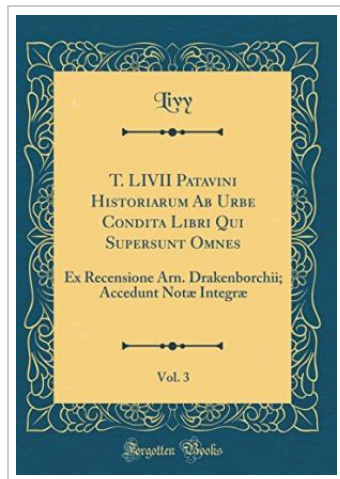 Livy
T. LIVII Patavini
Historiarum Ab Urbe
Condita Libri Qui
Supersunt Omnes
Ex Recensione Arn. Drakenborchii;
Accedunt Notæ Integræ
Vol. 3
Forgotten Books